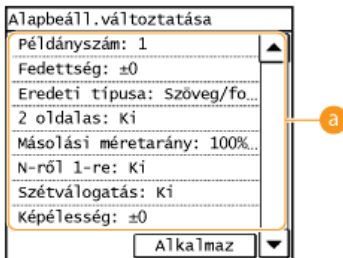 Alapbeáll.változtatása
Példányszám: 1
Fedettség: ±0
Eredeti típusa: Szöveg/fo...
2 oldalas: Ki
Másolási méretarány: 100%...
N-ről 1-re: Ki
Szétválogatás: Ki
Képélesség: ±0
Alkalmaz
a